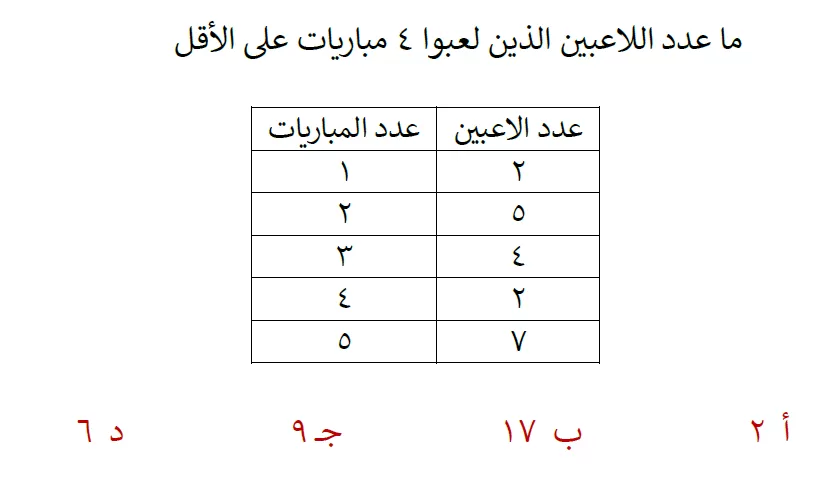 ما عدد اللاعبين الذين لعبوا ٤ مباريات على الأقل
عدد الاعبين عدد المباريات
٢ ١
٥ ٢
٤ ٣
٢ ٤
٧ ٥
أ ٢ ب ١٧ جـ ٩ د ٦